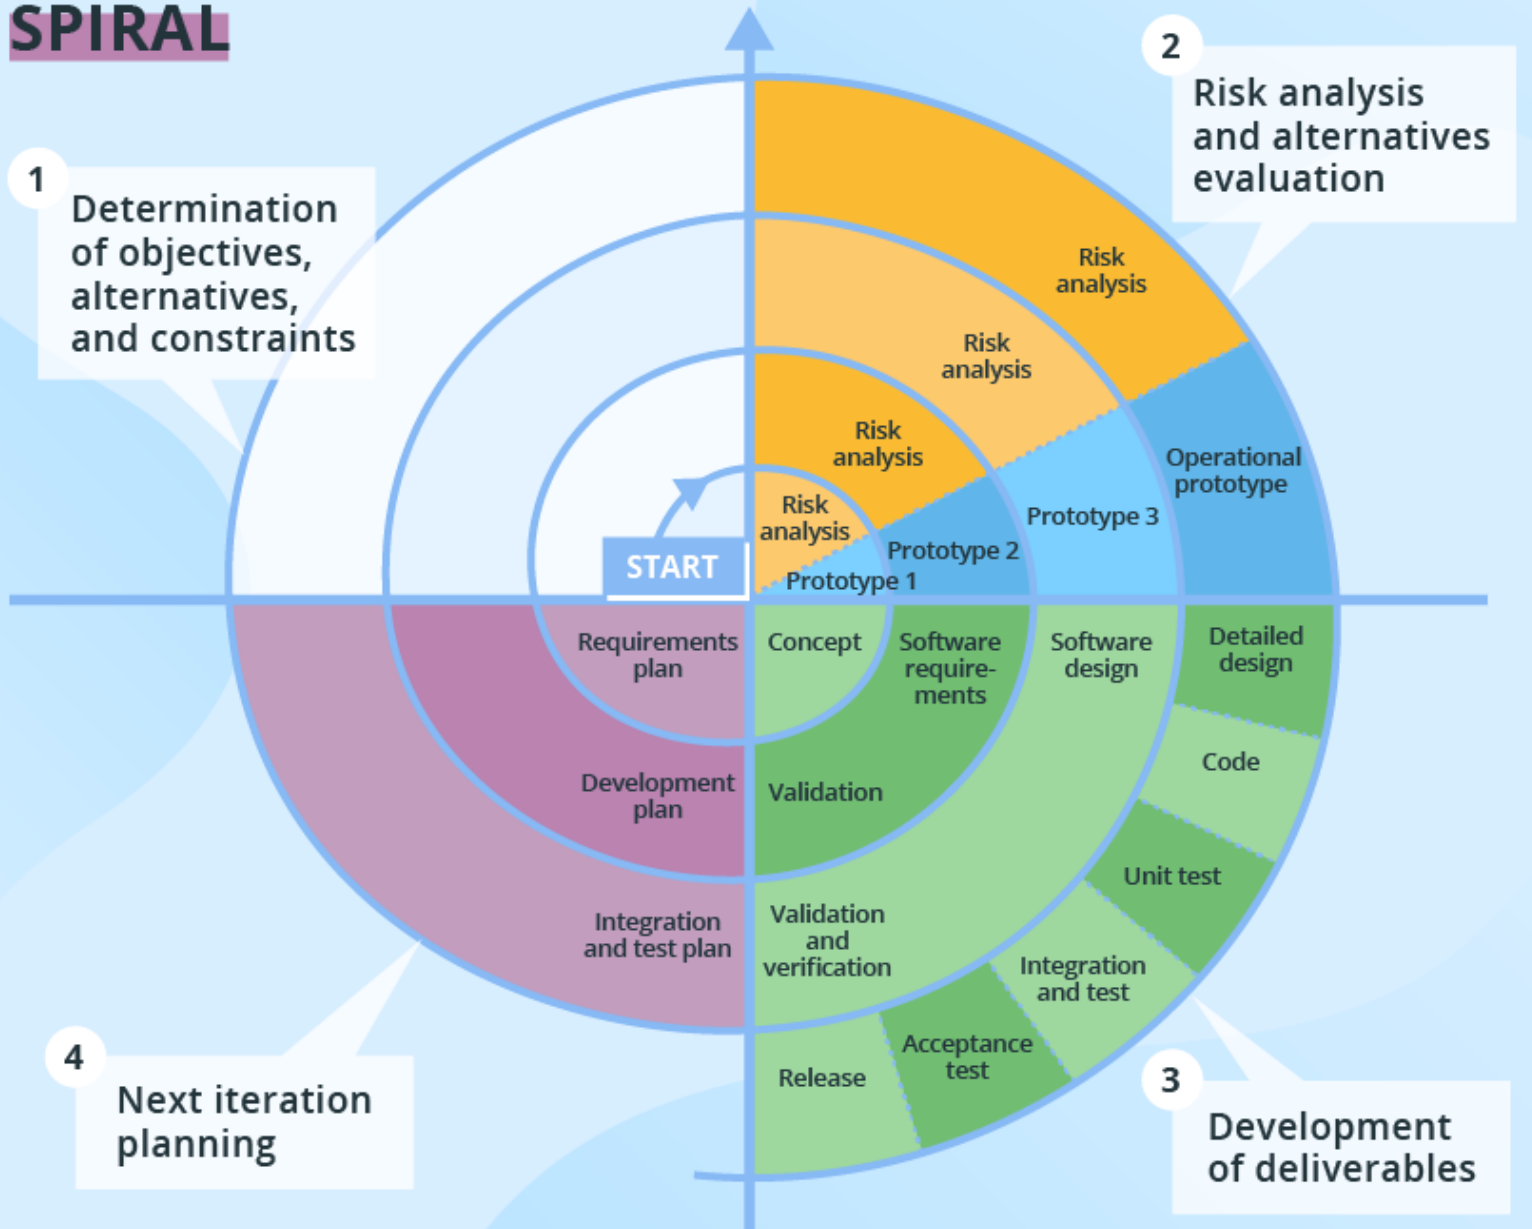 SPIRAL
1
Determination
of objectives,
alternatives,
and constraints
2
Risk analysis
and alternatives
evaluation
Risk
analysis
Risk
analysis
Risk
analysis
Risk
analysis
Operational
prototype
Prototype 3
Prototype 2
Prototype 1
START
Requirements
plan
Concept
Software
require-
ments
Software
design
Detailed
design
Code
Development
plan
Validation
Unit test
Integration
and test plan
Validation
and
verification
Integration
and test
Acceptance
test
Release
4
Next iteration
planning
3
Development
of deliverables